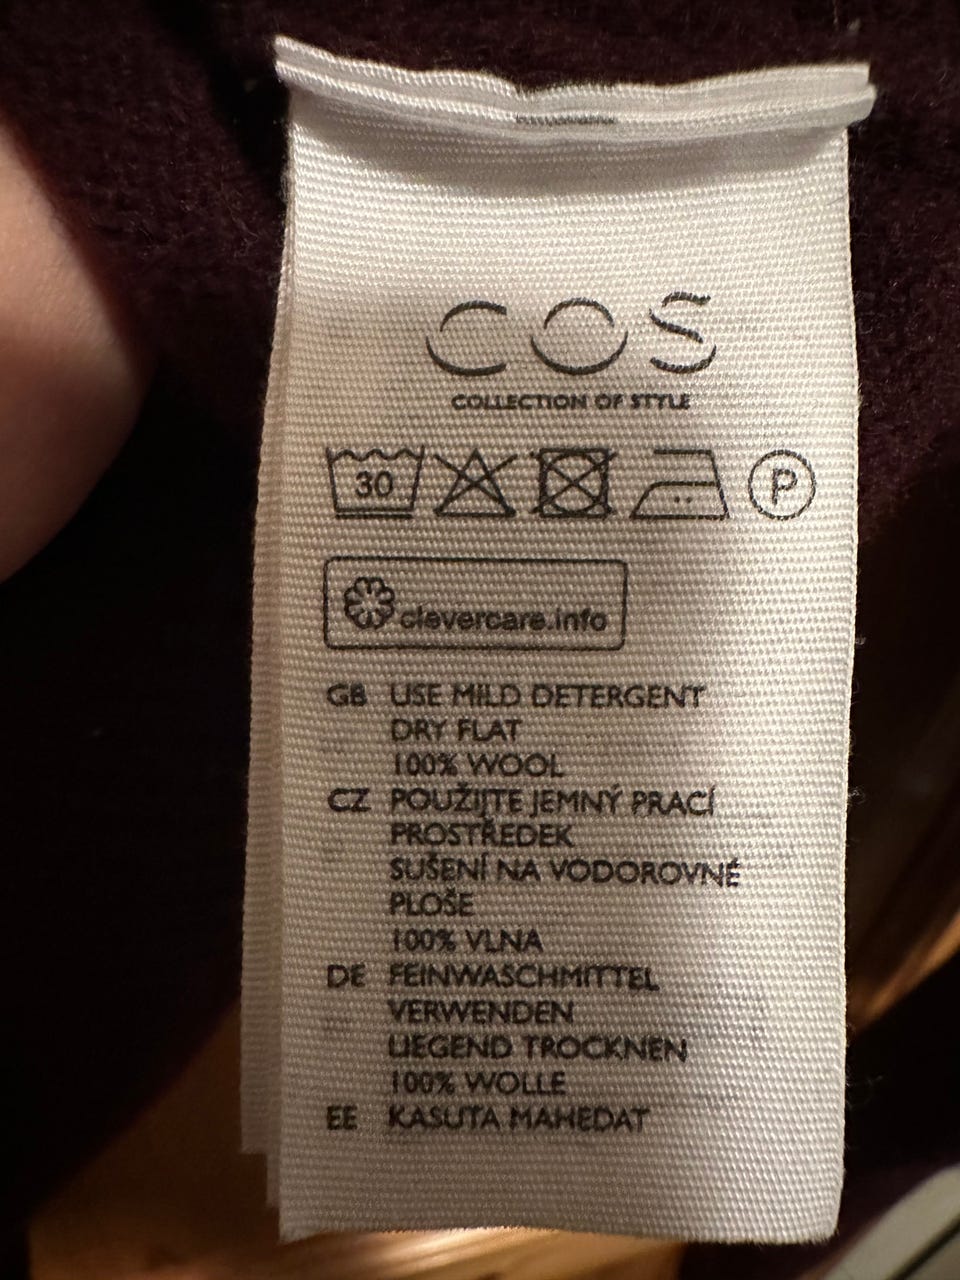 COS
COLLECTION OF STYLE
30 P
clevercare.info
GB USE MILD DETERGENT
DRY FLAT
100% WOOL
CZ POUŽIJTE JEMNÝ PRACÍ
PROSTŘEDEK
SUŠENÍ NA VODOROVNÉ
PLOŠE
100% VLNA
DE FEINWASCHMITTEL
VERWENDEN
LIEGEND TROCKNEN
100% WOLLE
EE KASUTA MAHEDAT